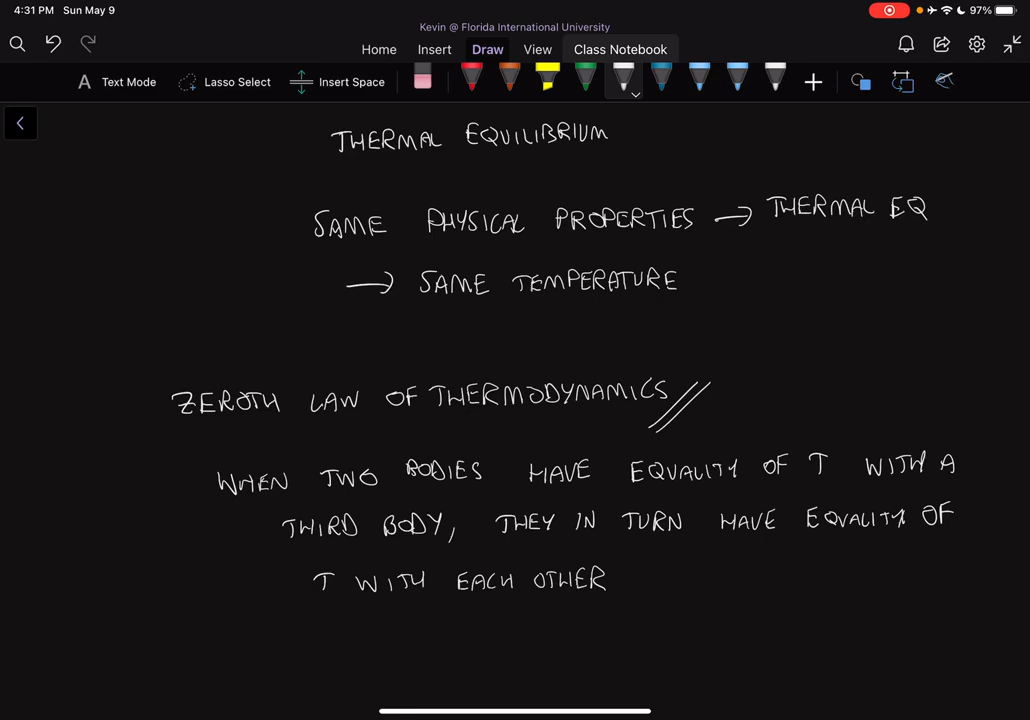 4:31 PM Sun May 9
97%
Kevin @ Florida International University
Home Insert Draw View Class Notebook
A Text Mode Lasso Select Insert Space
THERMAL EQUILIBRIUM
SAME PHYSICAL PROPERTIES → THERMAL EQ
→ SAME TEMPERATURE
ZEROTH LAW OF THERMODYNAMICS //
WHEN TWO BODIES HAVE EQUALITY OF T WITH A
THIRD BODY, THEY IN TURN HAVE EQUALITY OF
T WITH EACH OTHER